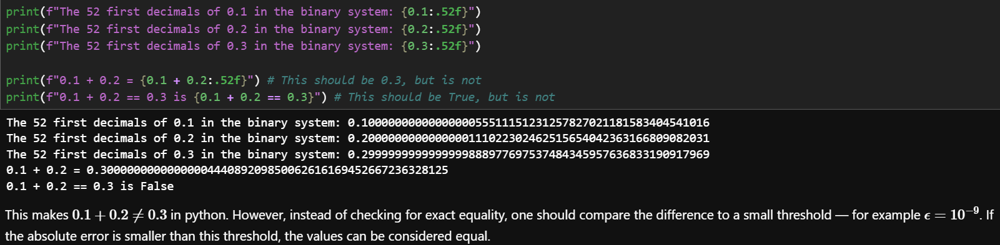 print(f"The 52 first decimals of 0.1 in the binary system: {0.1:.52f}")
print(f"The 52 first decimals of 0.2 in the binary system: {0.2:.52f}")
print(f"The 52 first decimals of 0.3 in the binary system: {0.3:.52f}")
print(f"0.1 + 0.2 = {0.1 + 0.2:.52f}") # This should be 0.3, but is not
print(f"0.1 + 0.2 == 0.3 is {0.1 + 0.2 == 0.3}") # This should be True, but is not
The 52 first decimals of 0.1 in the binary system: 0.1000000000000000055511151231257827021181583404541016
The 52 first decimals of 0.2 in the binary system: 0.2000000000000000111022302462515654042363166809082031
The 52 first decimals of 0.3 in the binary system: 0.2999999999999999888977697537484345957636833190917969
0.1 + 0.2 = 0.3000000000000000444089209850062616169452667236328125
0.1 + 0.2 == 0.3 is False
This makes 0.1 + 0.2 ≠ 0.3 in python. However, instead of checking for exact equality, one should compare the difference to a small threshold — for example ϵ = 10⁻⁹. If
the absolute error is smaller than this threshold, the values can be considered equal.